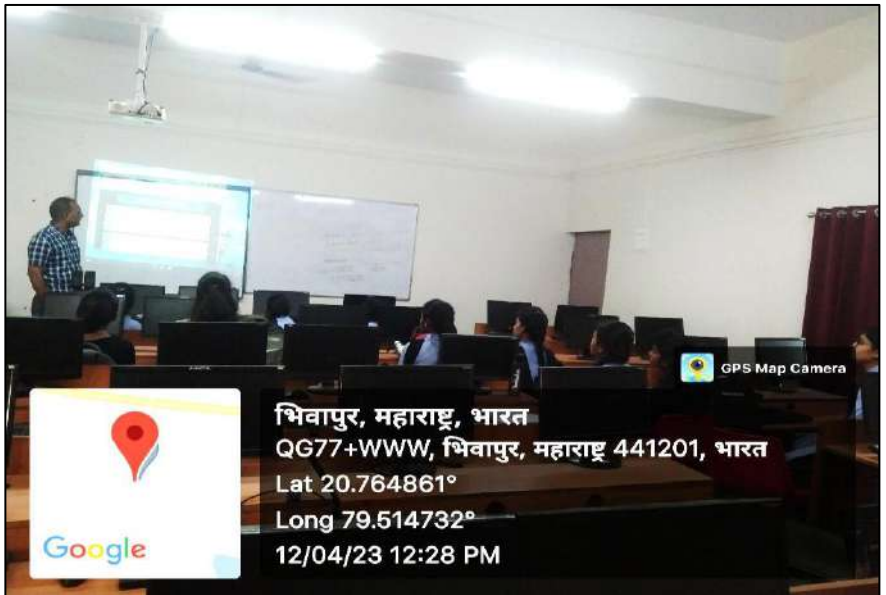 GPS Map Camera
भिवापुर, महाराष्ट्र, भारत
QG77+WWW, भिवापुर, महाराष्ट्र 441201, भारत
Lat 20.764861°
Long 79.514732°
12/04/23 12:28 PM
Google